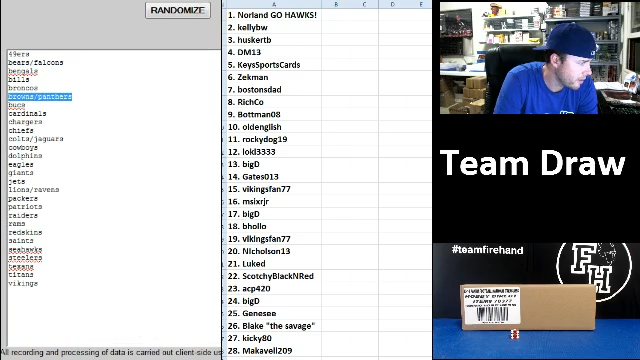 RANDOMIZE
49ers
bears/falcons
bengals
bills
broncos
browns/panthers
bucs
cardinals
chargers
chiefs
colts/jaguars
cowboys
dolphins
eagles
giants
jets
lions/ravens
packers
patriots
raiders
rams
redskins
saints
seahawks
steelers
texans
titans
vikings
All recording and processing of data is carried out client-side us
A
B
C
D
E
1 Norland GO HAWKS!
2 kellybw
3 huskertb
4 DM13
5 KeysSportsCards
6 Zekman
7 bostonsdad
8 RichCo
9 Bottman08
10 oldenglish
11 rockydog19
12 loki3333
13 bigD
14 Gates013
15 vikingsfan77
16 msixrjr
17 bigD
18 bhollo
19 vikingsfan77
20 NIcholson13
21 Luked
22 ScotchyBlackNRed
23 acp420
24 bigD
25 Genesee
26 Blake "the savage"
27 kicky80
28 Makaveli209
Team Draw
#teamfirehand
FH